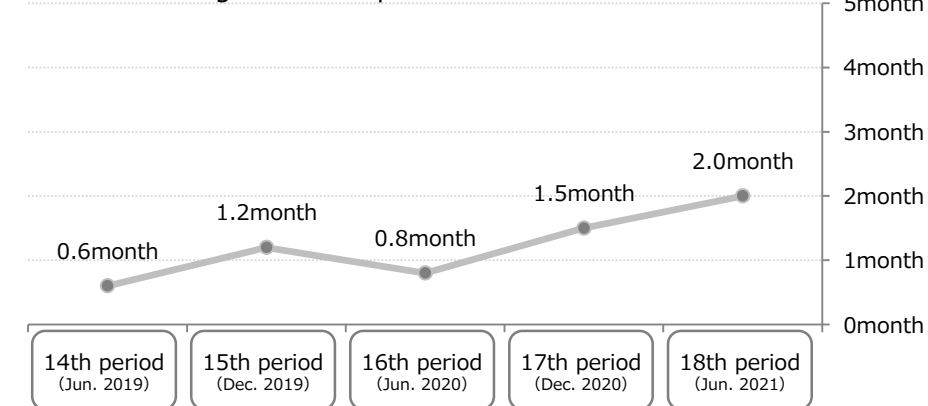 5month
4month
3month
2.0month
1.5month
2month
1.2month
0.8month
0.6month
1month
0month
14th period
(Jun. 2019)
15th period
(Dec. 2019)
16th period
(Jun. 2020)
17th period
(Dec. 2020)
18th period
(Jun. 2021)